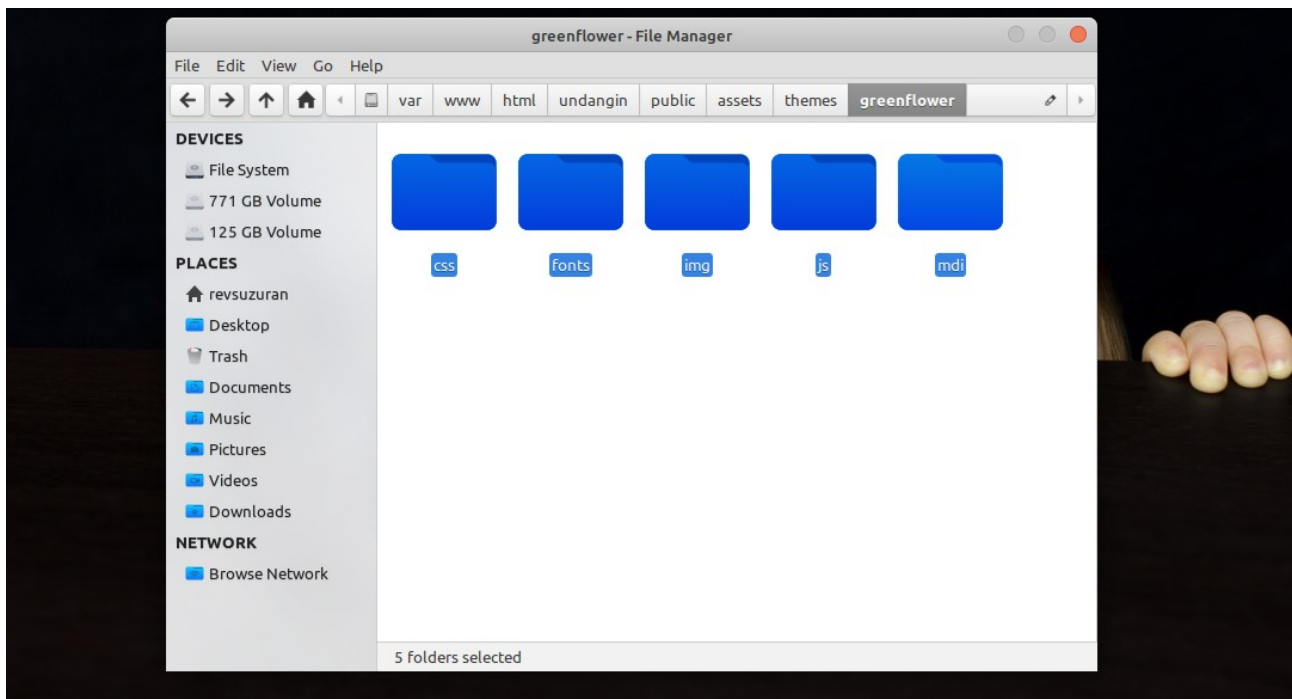 greenflower - File Manager
File Edit View Go Help
var www html undangin public assets themes greenflower
DEVICES
File System
771 GB Volume
125 GB Volume
PLACES
revsuzuran
Desktop
Trash
Documents
Music
Pictures
Videos
Downloads
NETWORK
Browse Network
css fonts img js mdi
5 folders selected